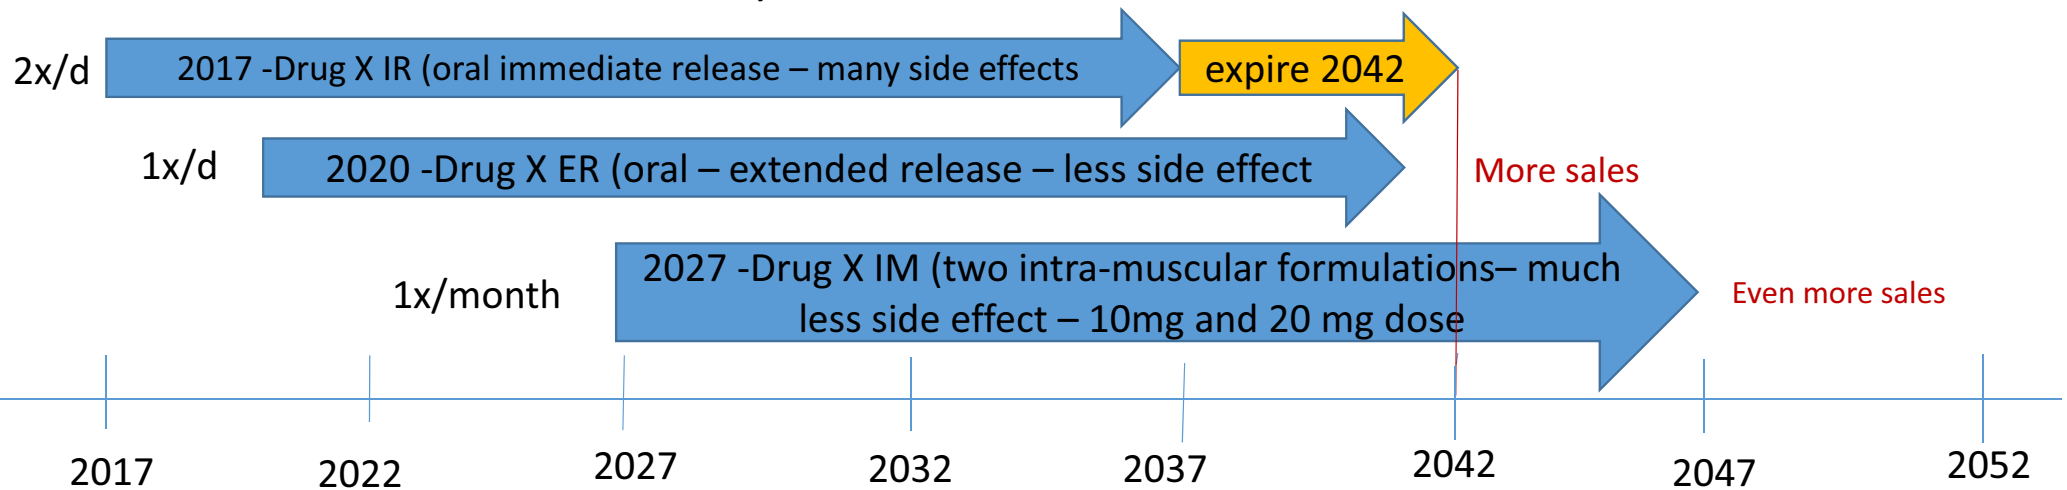 2x/d
2017 -Drug X IR (oral immediate release – many side effects
expire 2042
1x/d
2020 -Drug X ER (oral – extended release – less side effect
More sales
1x/month
2027 -Drug X IM (two intra-muscular formulations– much
less side effect – 10mg and 20 mg dose
Even more sales
2017
2022
2027
2032
2037
2042
2047
2052